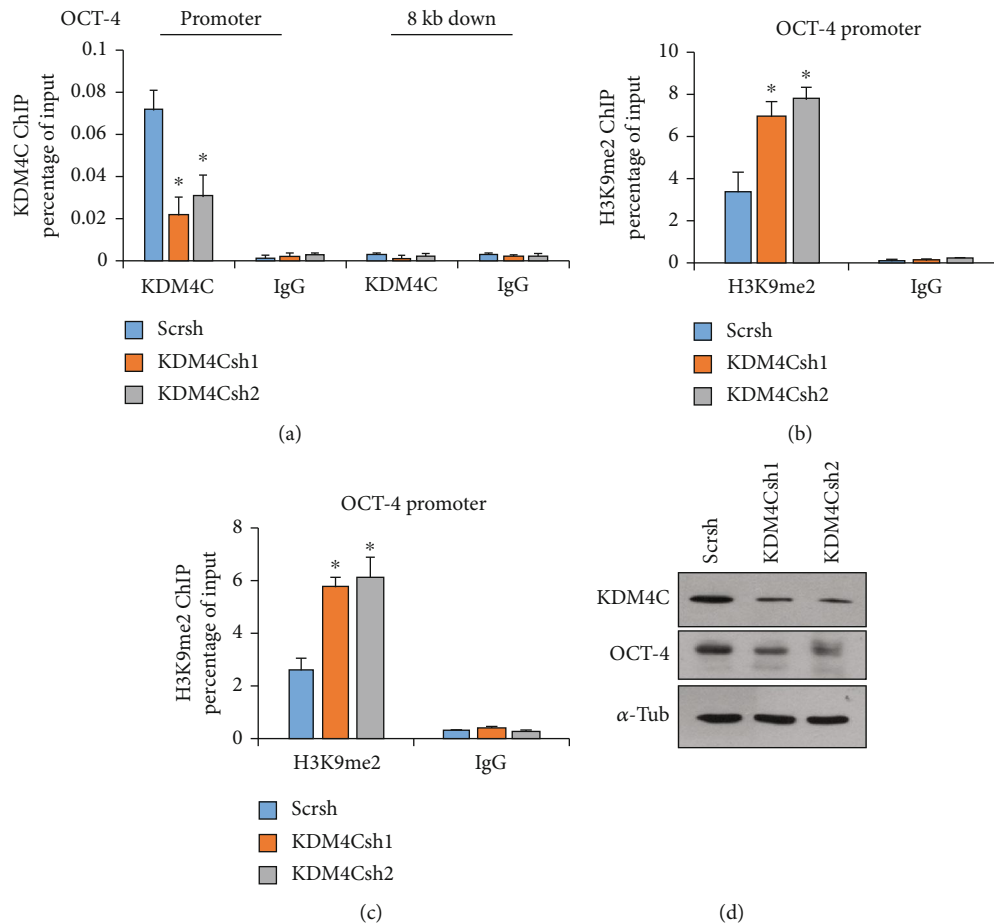 OCT-4
Promoter
8 kb down
KDM4C ChIP
percentage of input
0.1
0.08
0.06
0.04
0.02
0
*
*
KDM4C
IgG
KDM4C
IgG
Scrsh
KDM4Csh1
KDM4Csh2
(a)
OCT-4 promoter
H3K9me2 ChIP
percentage of input
10
8
6
4
2
0
*
*
H3K9me2
IgG
Scrsh
KDM4Csh1
KDM4Csh2
(b)
OCT-4 promoter
H3K9me2 ChIP
percentage of input
8
6
4
2
0
*
*
H3K9me2
IgG
Scrsh
KDM4Csh1
KDM4Csh2
(c)
Scrsh
KDM4Csh1
KDM4Csh2
KDM4C
OCT-4
α-Tub
(d)